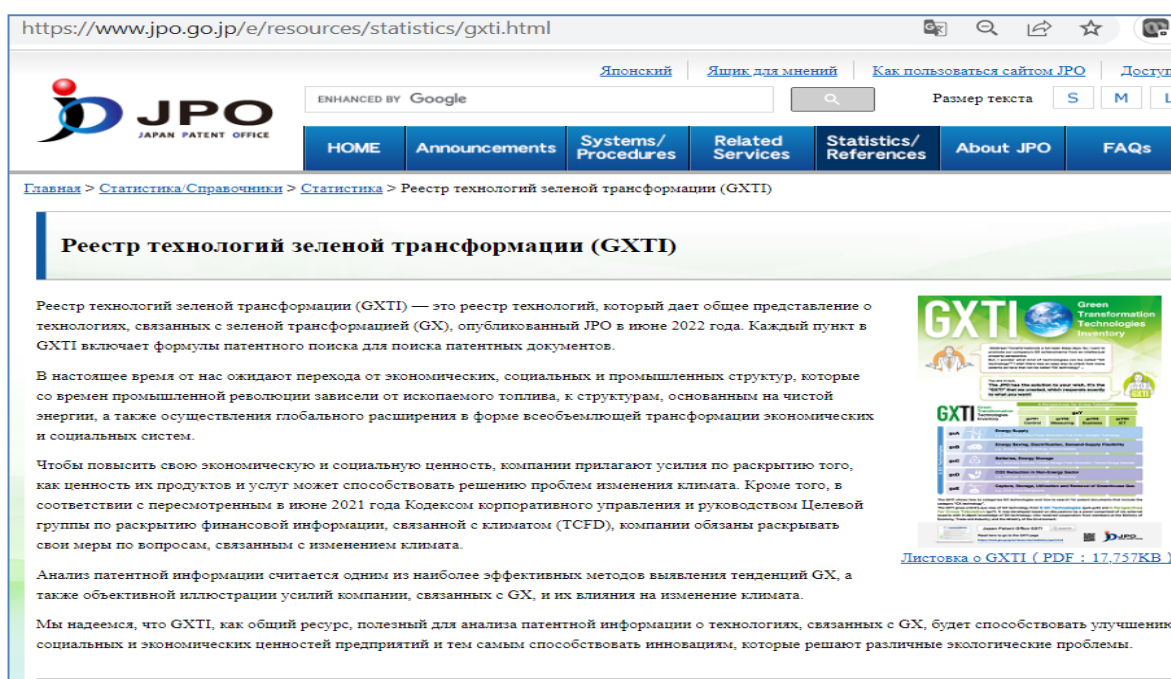 https://www.jpo.go.jp/e/resources/statistics/gxti.html
Японский Ящик для мнений Как пользоваться сайтом JPO
JPO
JAPAN PATENT OFFICE
ENHANCED BY Google
Размер текста S M
HOME Announcements Systems/ Procedures Related Services Statistics/ References About JPO FAQs
Главная > Статистика/Справочники > Статистика > Реестр технологий зеленой трансформации (GXTI)
Реестр технологий зеленой трансформации (GXTI)
Реестр технологий зеленой трансформации (GXTI) — это реестр технологий, который дает общее представление о
технологиях, связанных с зеленой трансформацией (GX), опубликованный JPO в июне 2022 года. Каждый пункт в
GXTI включает формулы патентного поиска для поиска патентных документов.
В настоящее время от нас ожидают перехода от экономических, социальных и промышленных структур, которые
со времен промышленной революции зависели от ископаемого топлива, к структурам, основанным на чистой
энергии, а также осуществления глобального расширения в форме всеобъемлющей трансформации экономических
и социальных систем.
Чтобы повысить свою экономическую и социальную ценность, компании прилагают усилия по раскрытию того,
как ценность их продуктов и услуг может способствовать решению проблем изменения климата. Кроме того, в
соответствии с пересмотренным в июне 2021 года Кодексом корпоративного управления и руководством Целевой
группы по раскрытию финансовой информации, связанной с климатом (TCFD), компании обязаны раскрывать
свои меры по вопросам, связанным с изменением климата.
Анализ патентной информации считается одним из наиболее эффективных методов выявления тенденций GX, а
также объективной иллюстрации усилий компании, связанных с GX, и их влияния на изменение климата.
Мы надеемся, что GXTI, как общий ресурс, полезный для анализа патентной информации о технологиях, связанных с GX, будет способствовать улучшению
социальных и экономических ценностей предприятий и тем самым способствовать инновациям, которые решают различные экологические проблемы.
GXTI
Green
Transformation
Technologies
Inventory
GXTI
Energy Supply
JPO
Листовка о GXTI ( PDF : 17,757KB )